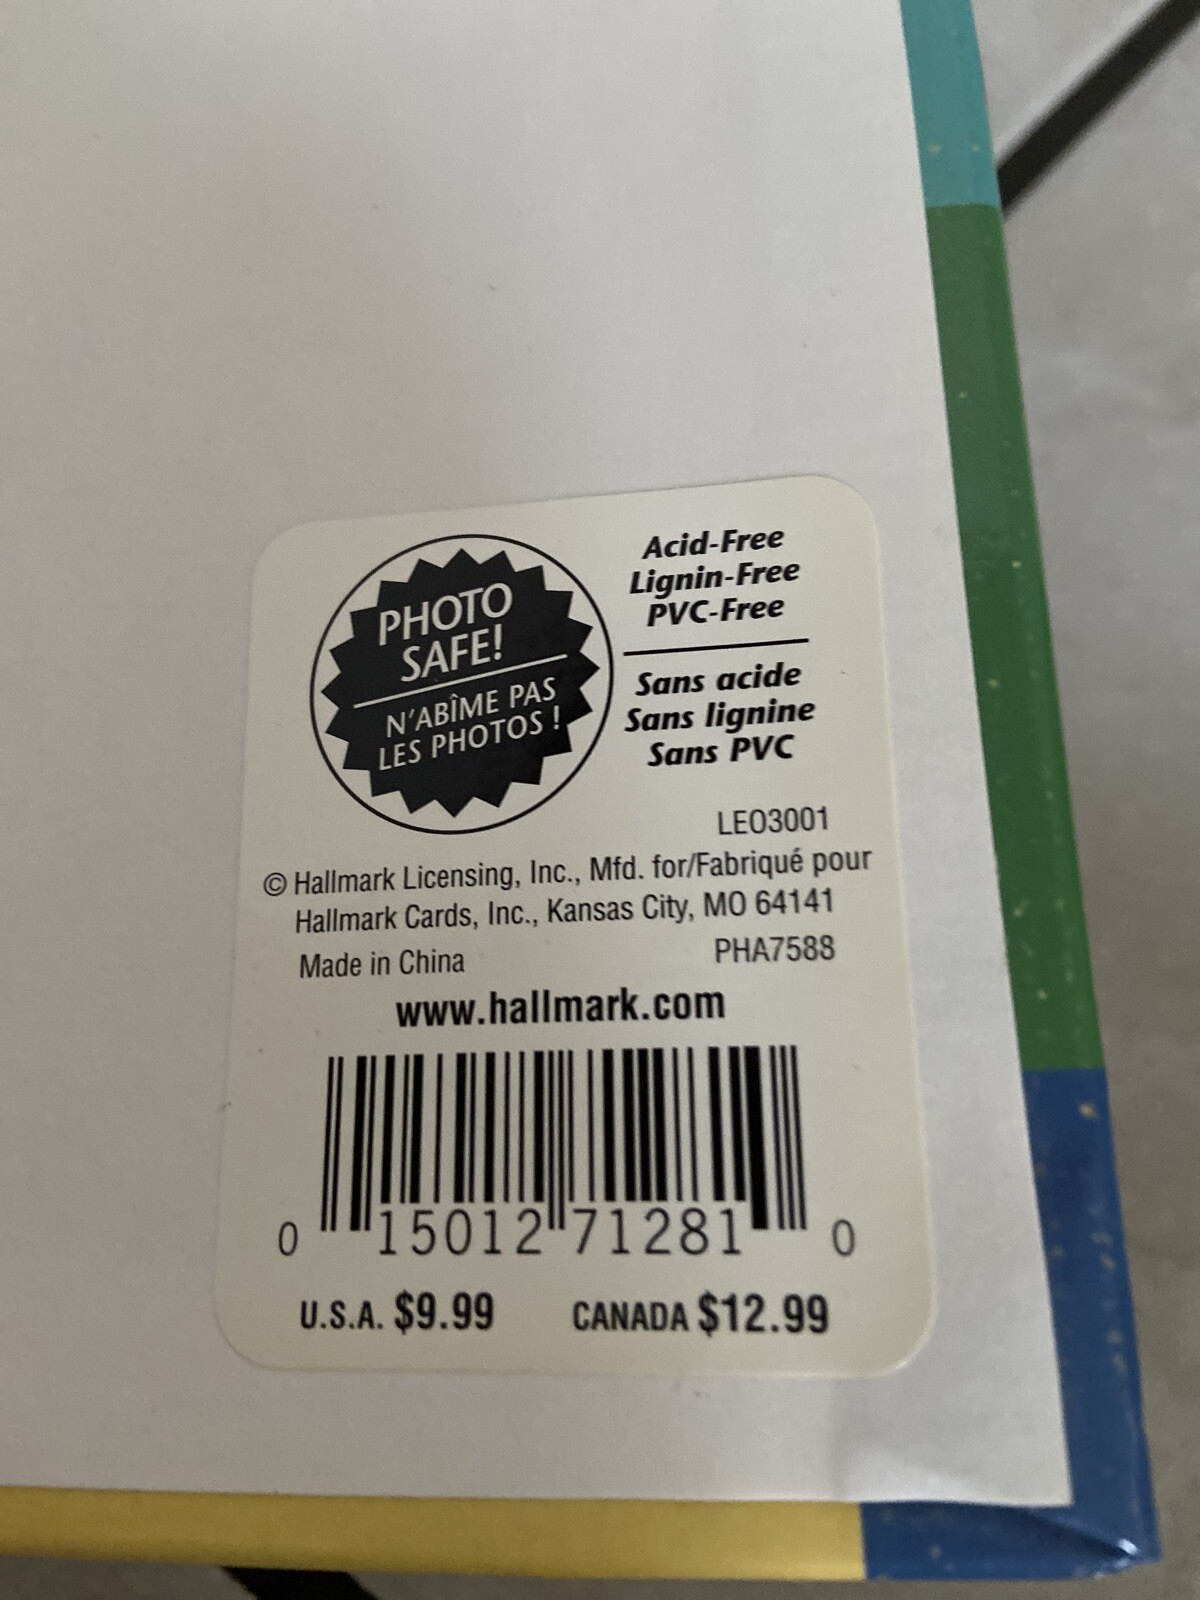 PHOTO
SAFE!
N'ABÎME PAS
LES PHOTOS !
Acid-Free
Lignin-Free
PVC-Free
Sans acide
Sans lignine
Sans PVC
LEO3001
© Hallmark Licensing, Inc., Mfd. for/Fabriqué pour
Hallmark Cards, Inc., Kansas City, MO 64141
Made in China PHA7588
www.hallmark.com
0 15012 71281 0
U.S.A. $9.99 CANADA $12.99